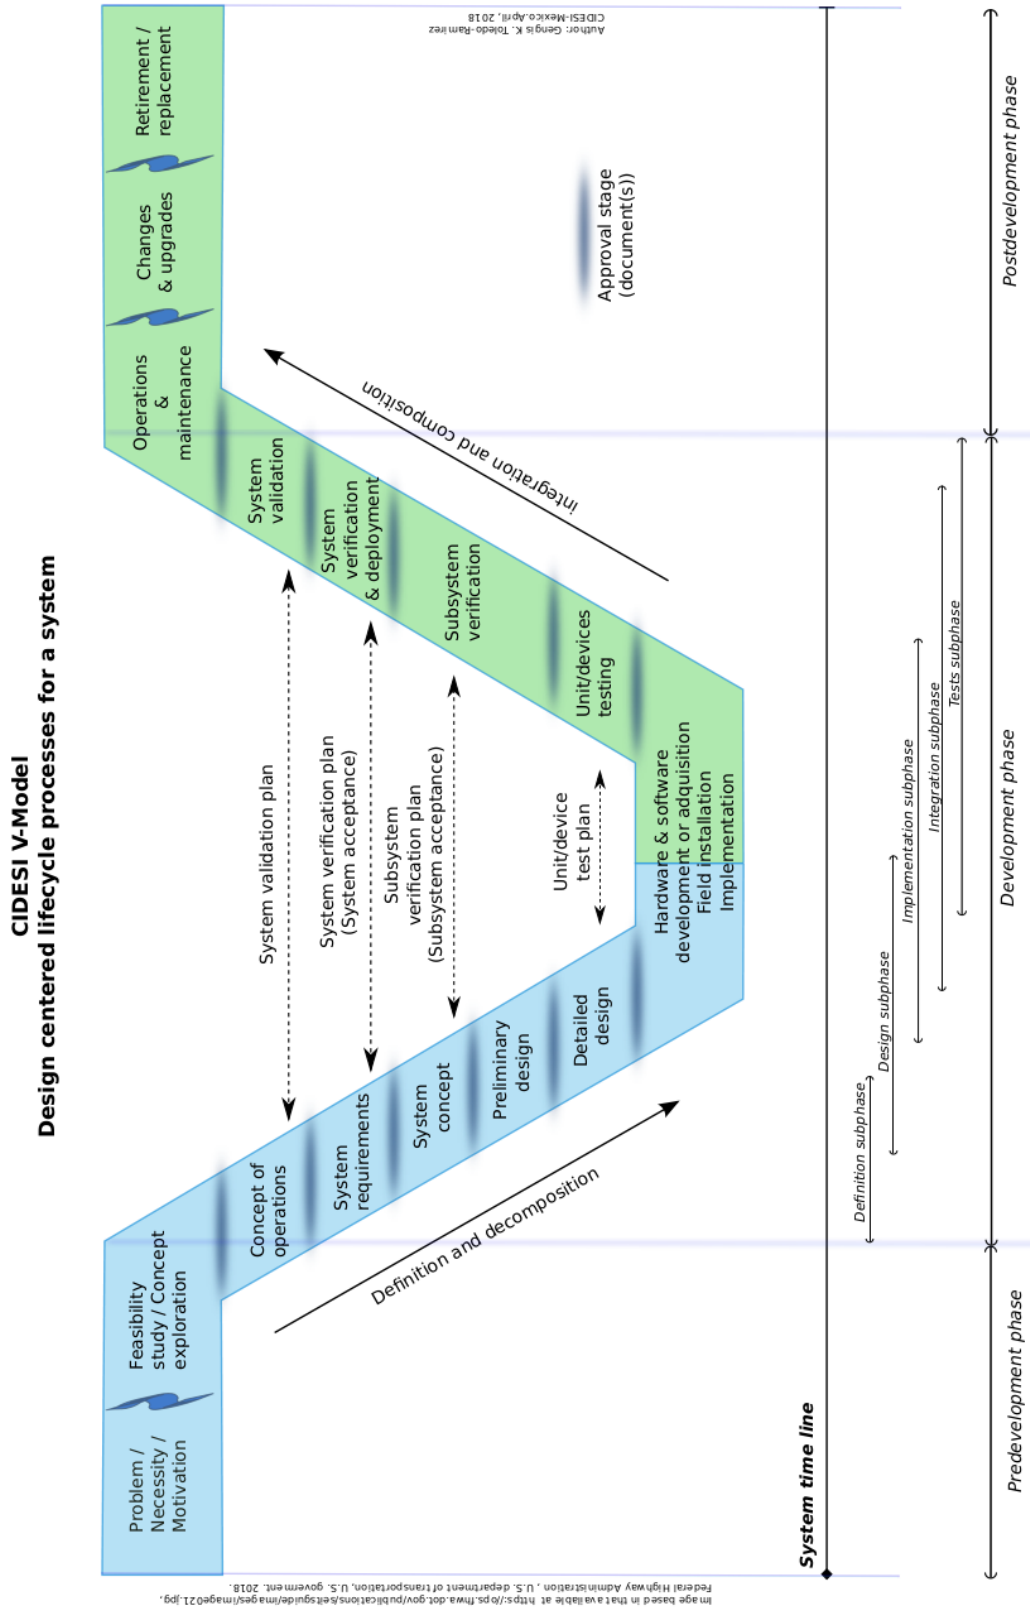 CIDESI V-Model
Design centered lifecycle processes for a system
Problem /
Necessity /
Motivation
Feasibility
study / Concept
exploration
Concept of
operations
System
requirements
System
concept
Preliminary
design
Detailed
design
Hardware & software
development or adquisition
Field installation
Implementation
Unit/devices
testing
Subsystem
verification
System
verification
& deployment
System
validation
Operations
&
maintenance
Changes
& upgrades
Retirement /
replacement
System validation plan
System verification plan
(System acceptance)
Subsystem
verification plan
(Subsystem acceptance)
Unit/device
test plan
Definition and decomposition
Integration and composition
Approval stage
(document(s))
System time line
Definition subphase
Design subphase
Implementation subphase
Integration subphase
Tests subphase
Predevelopment phase
Development phase
Postdevelopment phase
Image based in that available at https://ops.fhwa.dot.gov/publications/seitsguide/images/image021.jpg,
Federal Highway Administration , U.S. department of transportation, U.S. goverment. 2018.
Author: Gengis K. Toledo-Ramirez
CIDESI-Mexico.April, 2018